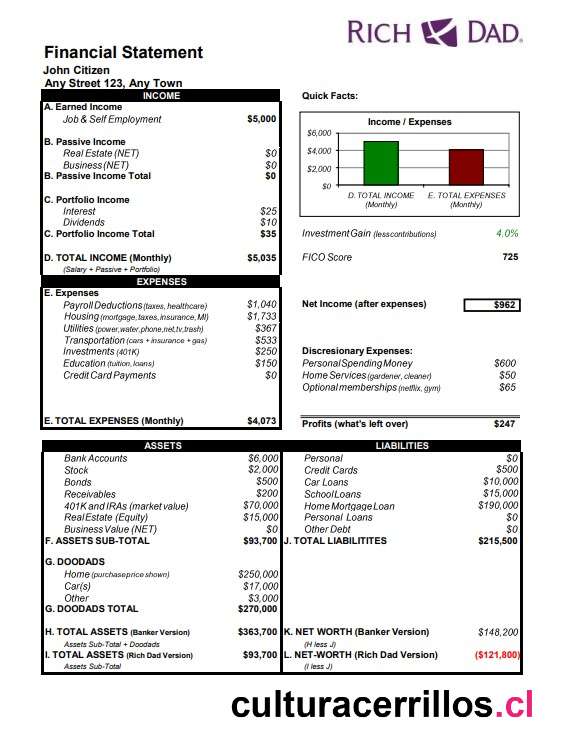 RICH DAD.
Financial Statement
John Citizen
Any Street 123, Any Town
INCOME
A. Earned Income
Job & Self Employment $5,000
B. Passive Income
Real Estate (NET) $0
Business (NET) $0
B. Passive Income Total $0
C. Portfolio Income
Interest $25
Dividends $10
C. Portfolio Income Total $35
D. TOTAL INCOME (Monthly) $5,035
(Salary + Passive + Portfolio)
EXPENSES
E. Expenses
Payroll Deductions (taxes, healthcare) $1,040
Housing (mortgage, taxes, insurance, MI) $1,733
Utilities (power,water,phone,net,tv,trash) $367
Transportation (cars + insurance + gas) $533
Investments (401K) $250
Education (tuition, loans) $150
Credit Card Payments $0
E. TOTAL EXPENSES (Monthly) $4,073
Quick Facts:
Income / Expenses
$6,000
$4,000
$2,000
$0
D. TOTAL INCOME (Monthly)
E. TOTAL EXPENSES (Monthly)
Investment Gain (less contributions) 4.0%
FICO Score 725
Net Income (after expenses) $962
Discresionary Expenses:
Personal Spending Money $600
Home Services (gardener, cleaner) $50
Optional memberships (netflix, gym) $65
Profits (what's left over) $247
ASSETS
Bank Accounts $6,000
Stock $2,000
Bonds $500
Receivables $200
401K and IRAs (market value) $70,000
Real Estate (Equity) $15,000
Business Value (NET) $0
F. ASSETS SUB-TOTAL $93,700
G. DOODADS
Home (purchase price shown) $250,000
Car(s) $17,000
Other $3,000
G. DOODADS TOTAL $270,000
H. TOTAL ASSETS (Banker Version) $363,700
Assets Sub-Total + Doodads
I. TOTAL ASSETS (Rich Dad Version) $93,700
Assets Sub-Total
LIABILITIES
Personal $0
Credit Cards $500
Car Loans $10,000
School Loans $15,000
Home Mortgage Loan $190,000
Personal Loans $0
Other Debt $0
J. TOTAL LIABILITITES $215,500
K. NET WORTH (Banker Version) $148,200
(H less J)
L. NET-WORTH (Rich Dad Version) ($121,800)
(I less J)
culturacerrillos.cl